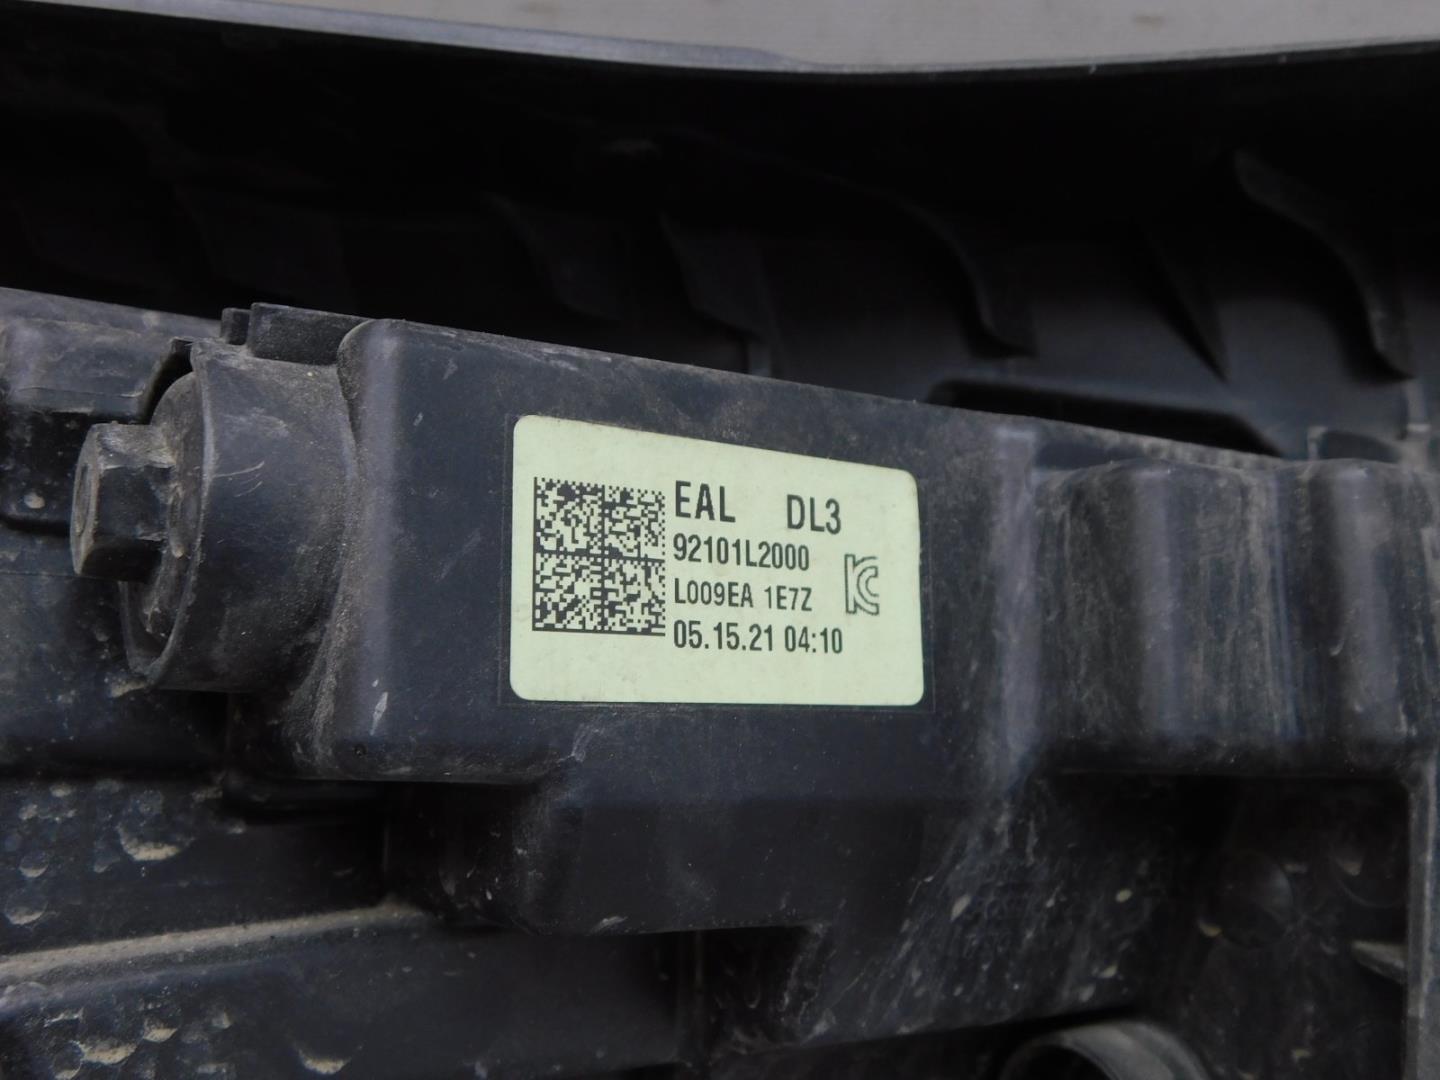 EAL DL3
92101L2000
L009EA 1E7Z
05.15.21 04:10